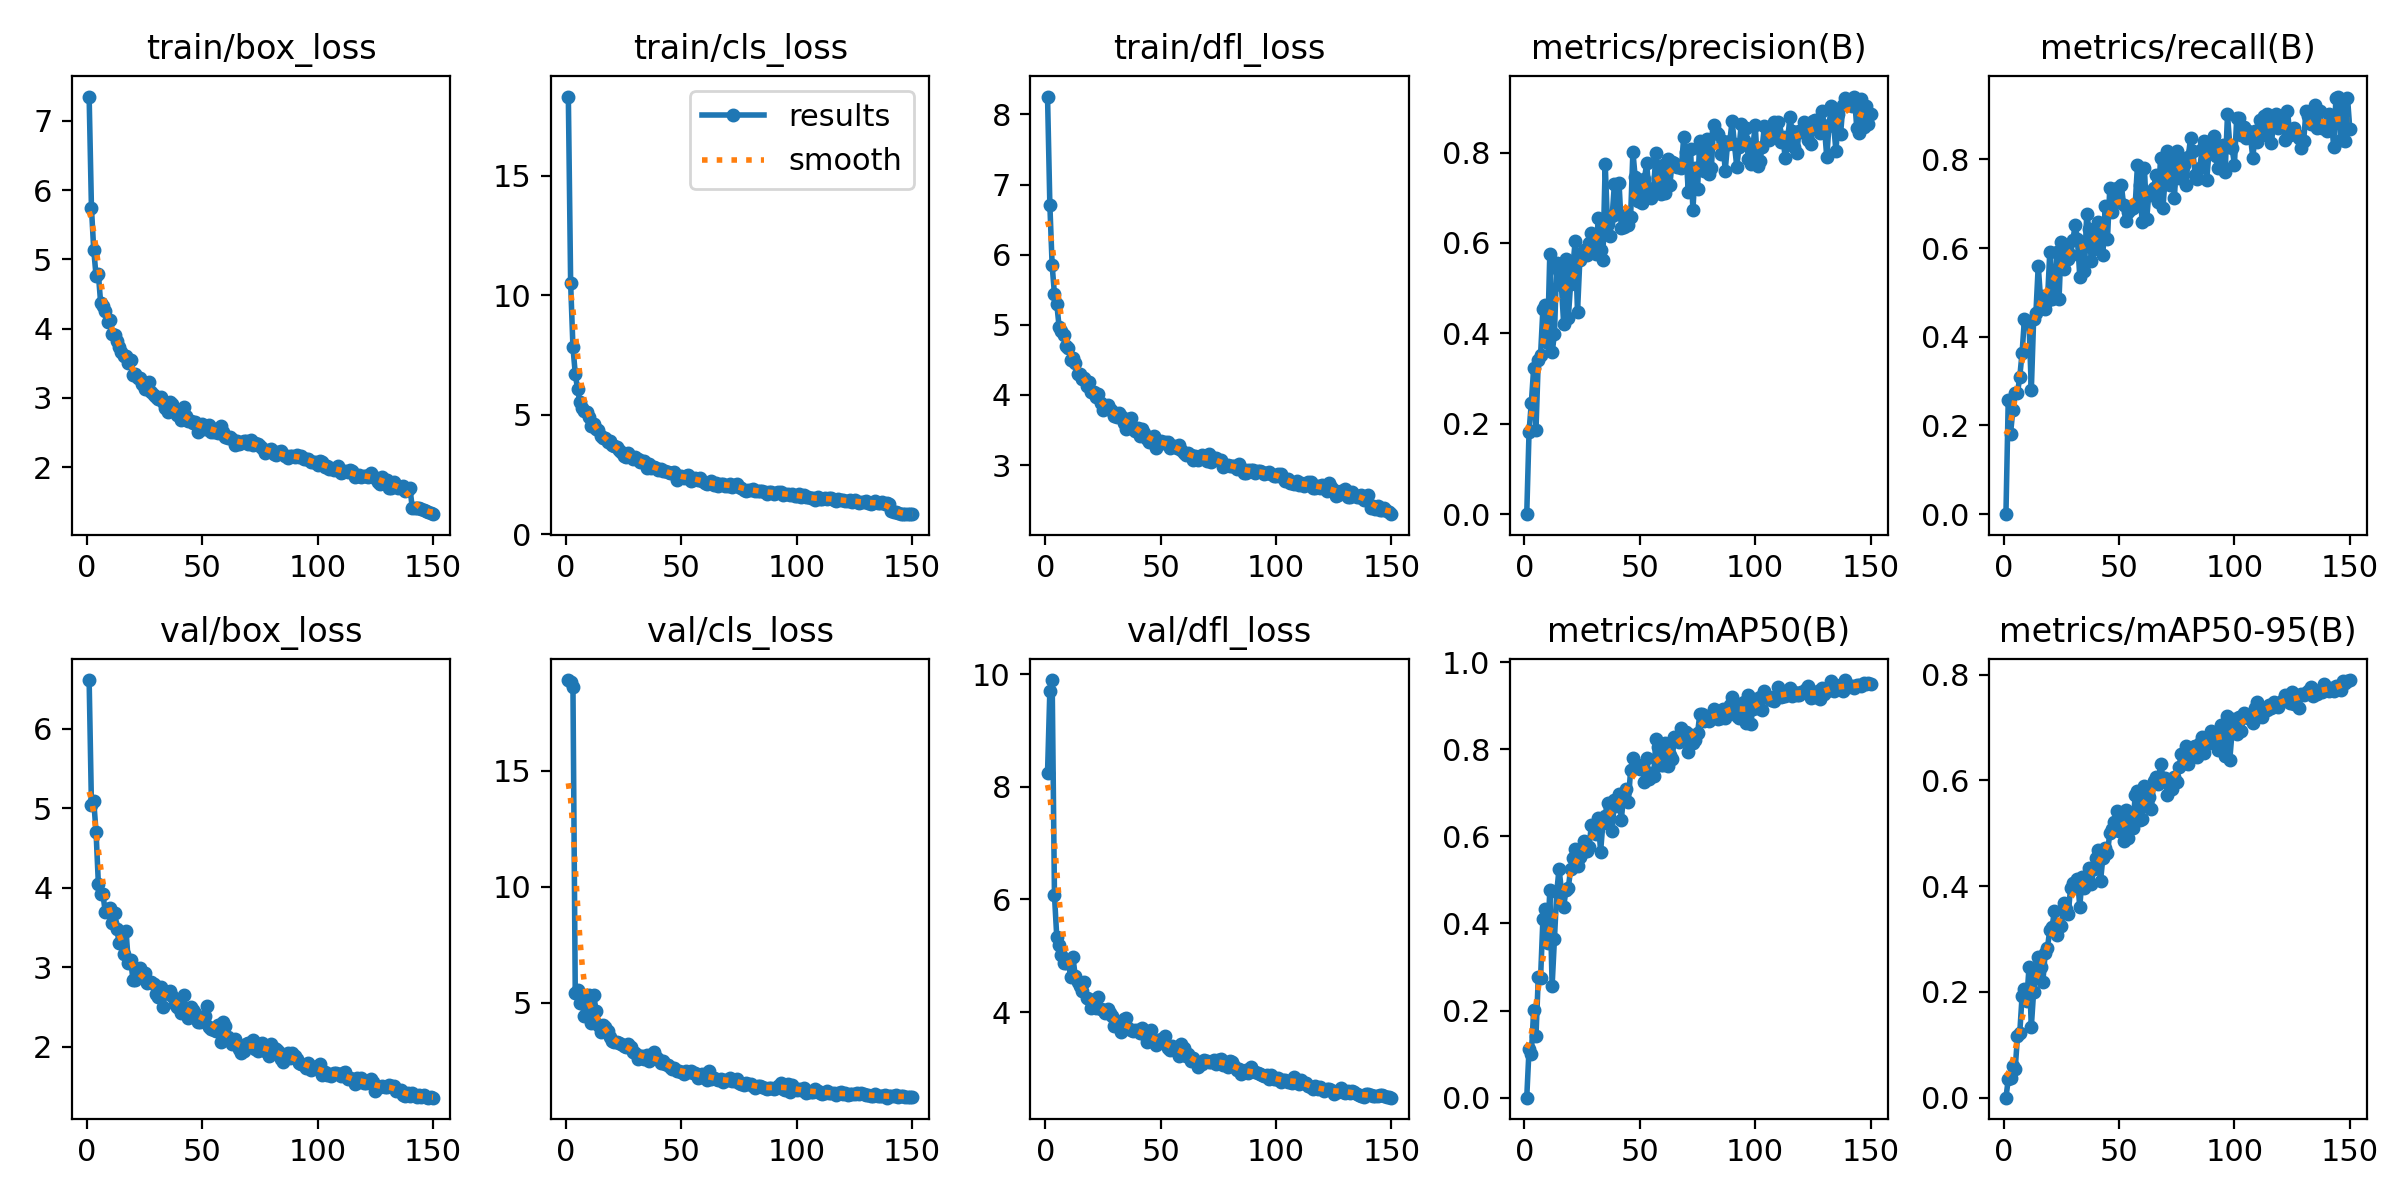 train/box_loss
7
6
5
4
3
2
0 50 100 150
train/cls_loss
results
smooth
15
10
5
0
0 50 100 150
train/dfl_loss
8
7
6
5
4
3
0 50 100 150
metrics/precision(B)
0.8
0.6
0.4
0.2
0.0
0 50 100 150
metrics/recall(B)
0.8
0.6
0.4
0.2
0.0
0 50 100 150
val/box_loss
6
5
4
3
2
0 50 100 150
val/cls_loss
15
10
5
0 50 100 150
val/dfl_loss
10
8
6
4
0 50 100 150
metrics/mAP50(B)
1.0
0.8
0.6
0.4
0.2
0.0
0 50 100 150
metrics/mAP50-95(B)
0.8
0.6
0.4
0.2
0.0
0 50 100 150